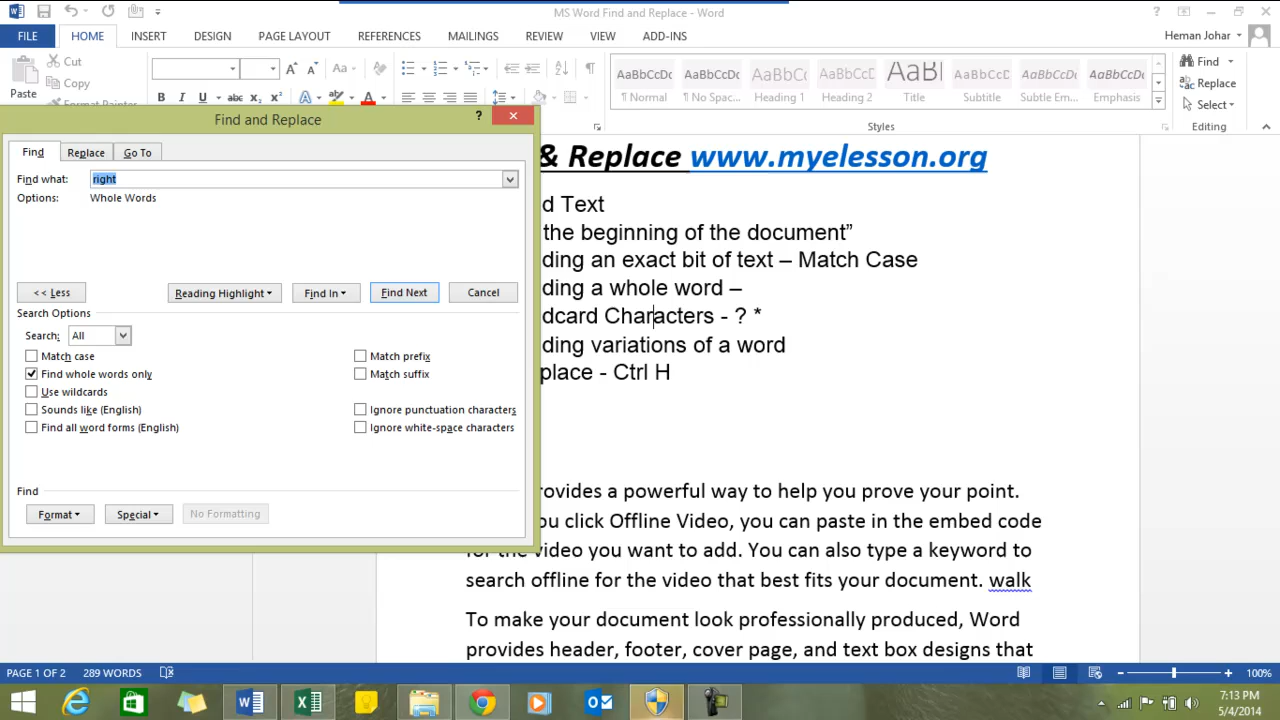 MS Word Find and Replace - Word
FILE HOME INSERT DESIGN PAGE LAYOUT REFERENCES MAILINGS REVIEW VIEW ADD-INS Heman Johar
Cut
Copy
Format Painter
Paste
Aa
B I U abc X₂ X² A
AaBbCcDc AaBbCcDc AaBbCc AaBbCcD AaBl AaBbCcD AaBbCcDc AaBbCcDc
¶ Normal ¶ No Spac... Heading 1 Heading 2 Title Subtitle Subtle Em... Emphasis
Styles
Find
Replace
Select
Editing
Find and Replace
Find Replace Go To
Find what: right
Options: Whole Words
<< Less Reading Highlight Find In Find Next Cancel
Search Options
Search: All
Match case
Find whole words only
Use wildcards
Sounds like (English)
Find all word forms (English)
Match prefix
Match suffix
Ignore punctuation characters
Ignore white-space characters
Find
Format Special No Formatting
& Replace www.myelesson.org
d Text
the beginning of the document”
ding an exact bit of text – Match Case
ding a whole word –
dcard Characters - ? *
ding variations of a word
place - Ctrl H
rovides a powerful way to help you prove your point.
ou click Offline Video, you can paste in the embed code
for the video you want to add. You can also type a keyword to
search offline for the video that best fits your document. walk
To make your document look professionally produced, Word
provides header, footer, cover page, and text box designs that
PAGE 1 OF 2 289 WORDS 100%
7:13 PM
5/4/2014